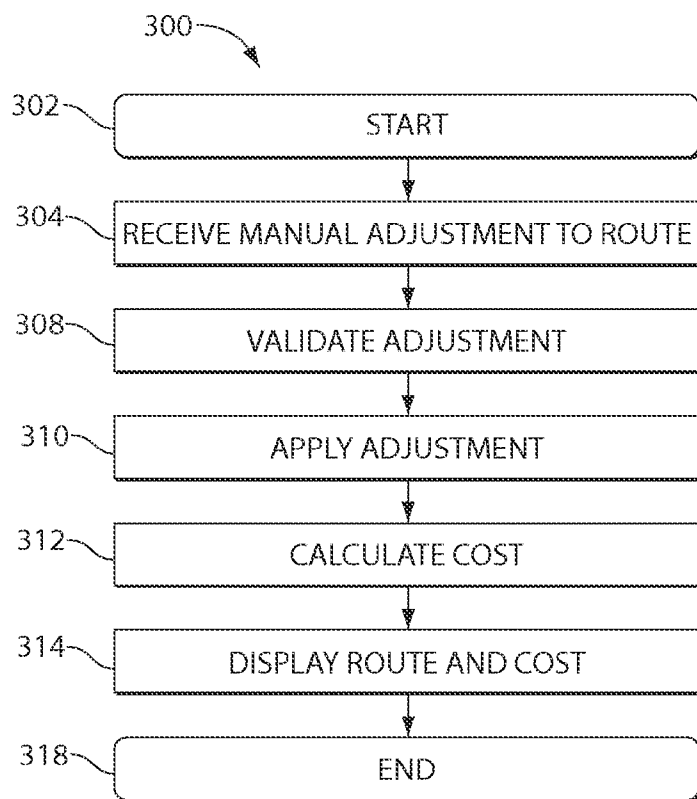 300
302
START
304
RECEIVE MANUAL ADJUSTMENT TO ROUTE
308
VALIDATE ADJUSTMENT
310
APPLY ADJUSTMENT
312
CALCULATE COST
314
DISPLAY ROUTE AND COST
318
END